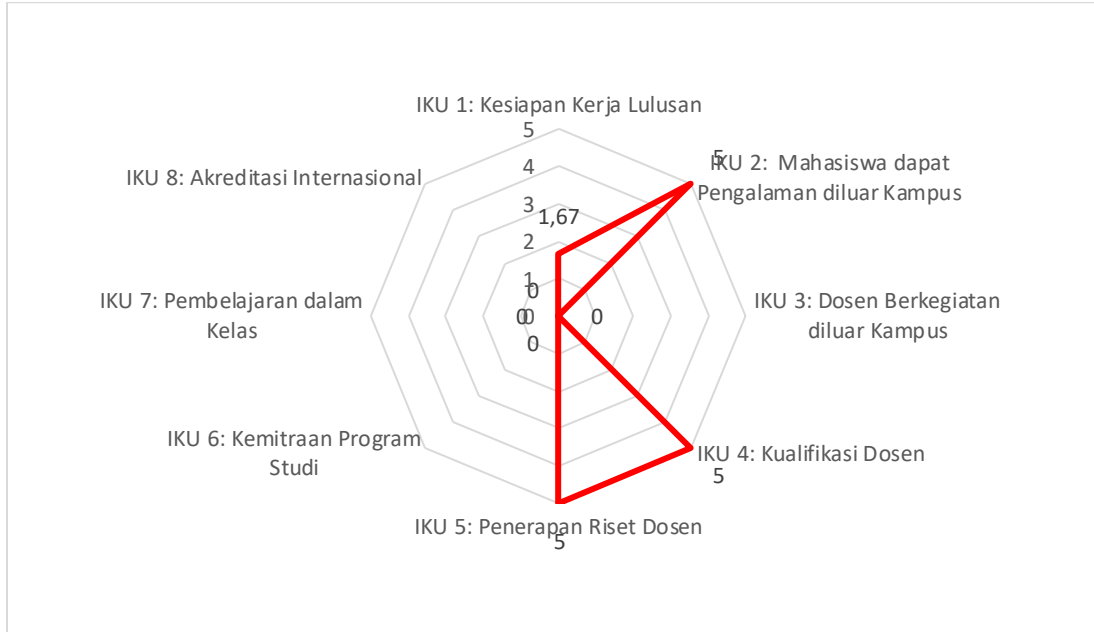 IKU 1: Kesiapan Kerja Lulusan
5
5
IKU 2:  Mahasiswa dapat
Pengalaman diluar Kampus
4
IKU 8: Akreditasi Internasional
3
1,67
2
1
0
IKU 7: Pembelajaran dalam
Kelas
0
0
0
IKU 3: Dosen Berkegiatan
diluar Kampus
0
IKU 6: Kemitraan Program
Studi
IKU 4: Kualifikasi Dosen
5
IKU 5: Penerapan Riset Dosen
5